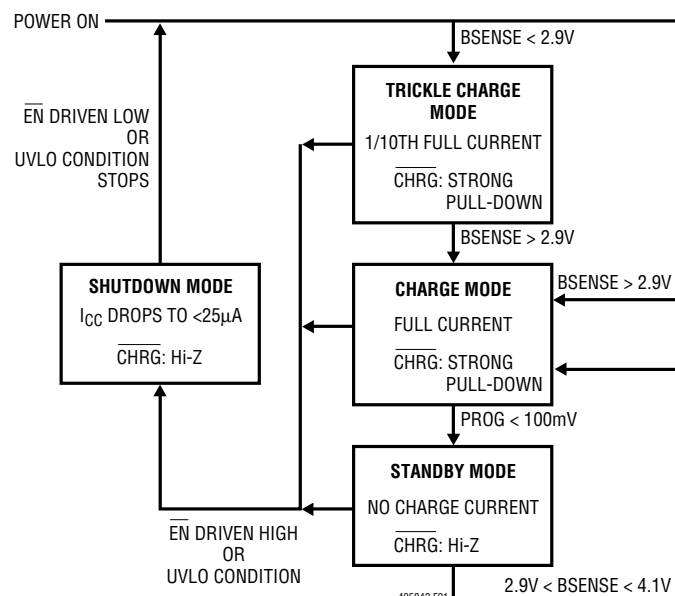 POWER ON
BSENSE < 2.9V
TRICKLE CHARGE
MODE
1/10TH FULL CURRENT
CHRG: STRONG
PULL-DOWN
EN DRIVEN LOW
OR
UVLO CONDITION
STOPS
BSENSE > 2.9V
SHUTDOWN MODE
ICC DROPS TO <25µA
CHRG: Hi-Z
CHARGE MODE
FULL CURRENT
CHRG: STRONG
PULL-DOWN
BSENSE > 2.9V
PROG < 100mV
STANDBY MODE
NO CHARGE CURRENT
CHRG: Hi-Z
EN DRIVEN HIGH
OR
UVLO CONDITION
2.9V < BSENSE < 4.1V